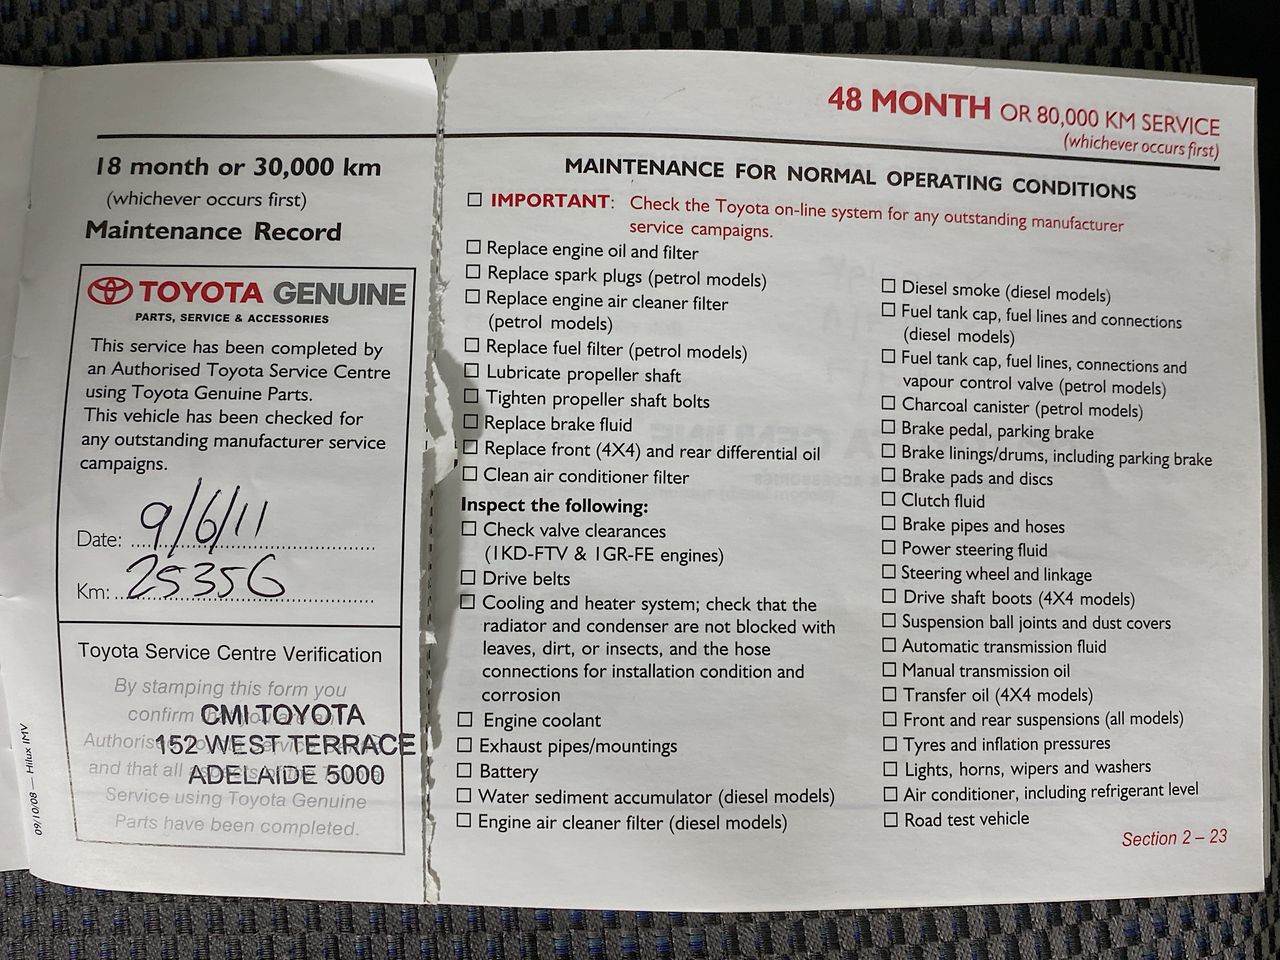 18 month or 30,000 km
(whichever occurs first)
Maintenance Record
TOYOTA GENUINE
PARTS, SERVICE & ACCESSORIES
This service has been completed by
an Authorised Toyota Service Centre
using Toyota Genuine Parts.
This vehicle has been checked for
any outstanding manufacturer service
campaigns.
Date: 9/6/11
Km: 25356
Toyota Service Centre Verification
By stamping this form you
confirm that you are an
CMI TOYOTA
Authorised Toyota Service
152 WEST TERRACE
and that all aspects of the
ADELAIDE 5000
Service using Toyota Genuine
Parts have been completed.
09/10/08 — Hilux IMV
48 MONTH OR 80,000 KM SERVICE
(whichever occurs first)
MAINTENANCE FOR NORMAL OPERATING CONDITIONS
IMPORTANT: Check the Toyota on-line system for any outstanding manufacturer
service campaigns.
Replace engine oil and filter
Replace spark plugs (petrol models)
Replace engine air cleaner filter
(petrol models)
Replace fuel filter (petrol models)
Lubricate propeller shaft
Tighten propeller shaft bolts
Replace brake fluid
Replace front (4X4) and rear differential oil
Clean air conditioner filter
Inspect the following:
Check valve clearances
(1KD-FTV & 1GR-FE engines)
Drive belts
Cooling and heater system; check that the
radiator and condenser are not blocked with
leaves, dirt, or insects, and the hose
connections for installation condition and
corrosion
Engine coolant
Exhaust pipes/mountings
Battery
Water sediment accumulator (diesel models)
Engine air cleaner filter (diesel models)
Diesel smoke (diesel models)
Fuel tank cap, fuel lines and connections
(diesel models)
Fuel tank cap, fuel lines, connections and
vapour control valve (petrol models)
Charcoal canister (petrol models)
Brake pedal, parking brake
Brake linings/drums, including parking brake
Brake pads and discs
Clutch fluid
Brake pipes and hoses
Power steering fluid
Steering wheel and linkage
Drive shaft boots (4X4 models)
Suspension ball joints and dust covers
Automatic transmission fluid
Manual transmission oil
Transfer oil (4X4 models)
Front and rear suspensions (all models)
Tyres and inflation pressures
Lights, horns, wipers and washers
Air conditioner, including refrigerant level
Road test vehicle
Section 2 – 23